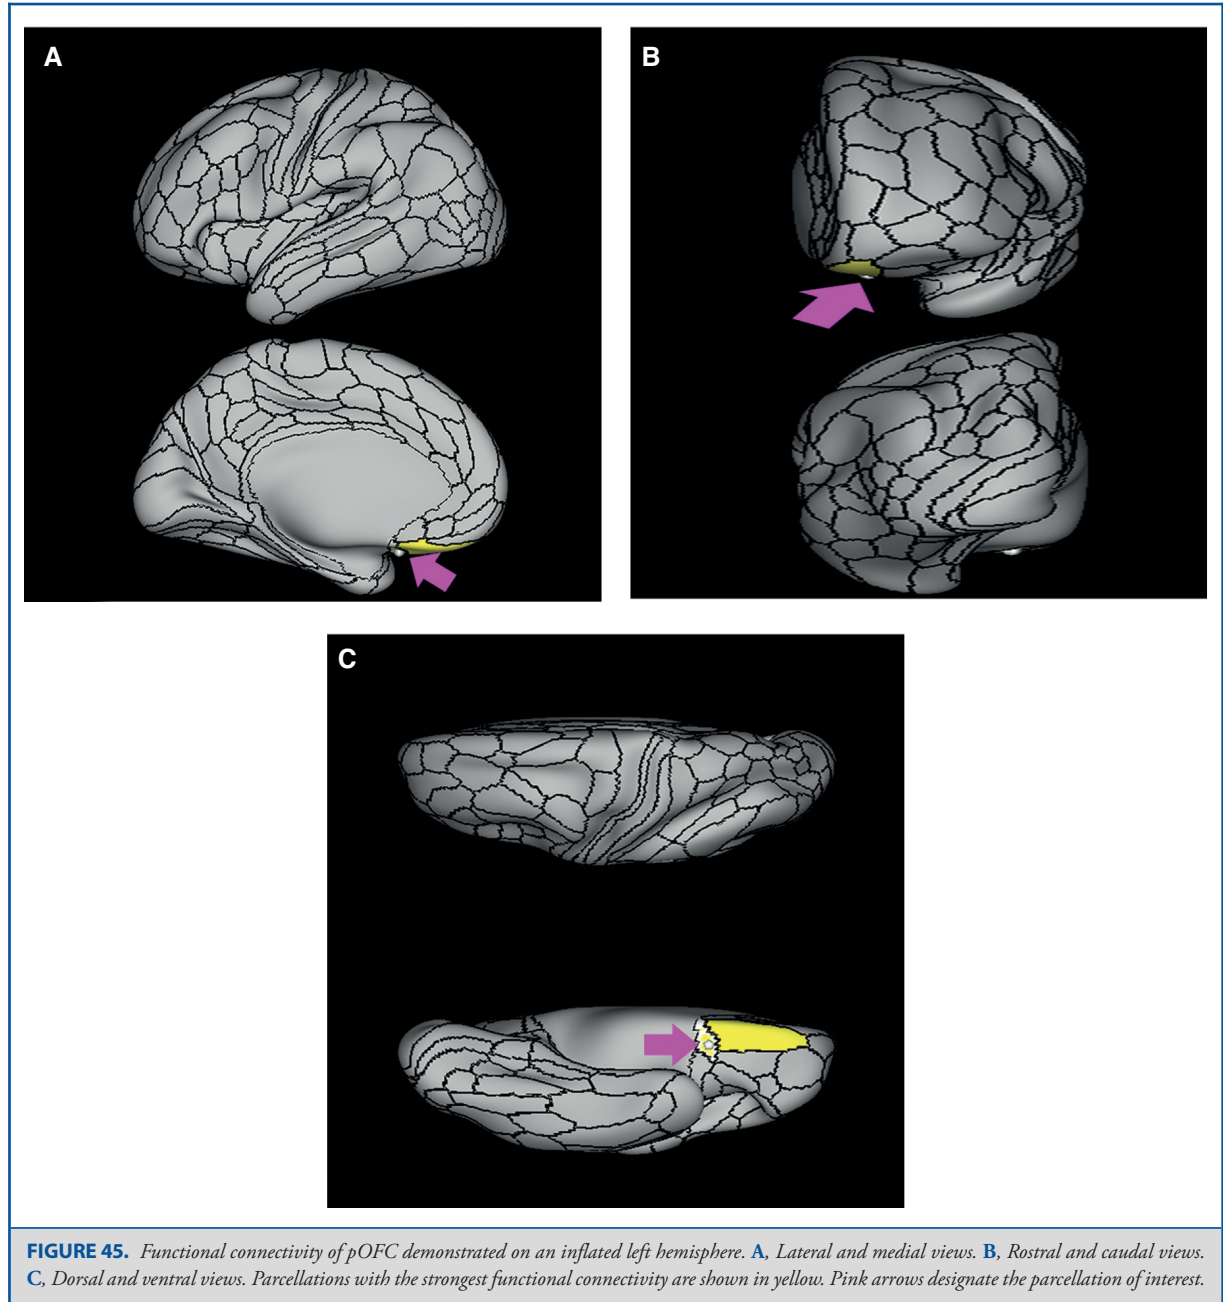 A
B
C
FIGURE 45. Functional connectivity of pOFC demonstrated on an inflated left hemisphere. A, Lateral and medial views. B, Rostral and caudal views.
C, Dorsal and ventral views. Parcellations with the strongest functional connectivity are shown in yellow. Pink arrows designate the parcellation of interest.